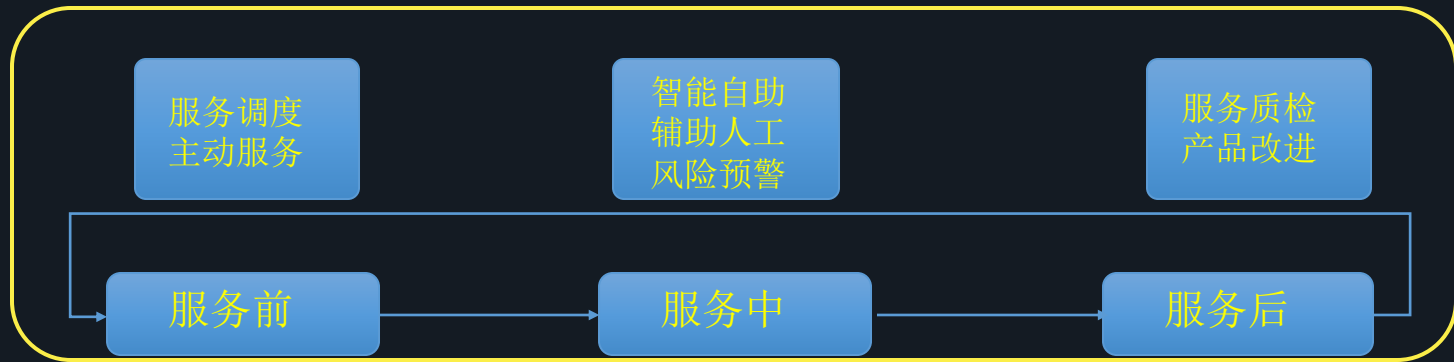 服务调度
主动服务
智能自助
辅助人工
风险预警
服务质检
产品改进
服务前
服务中
服务后